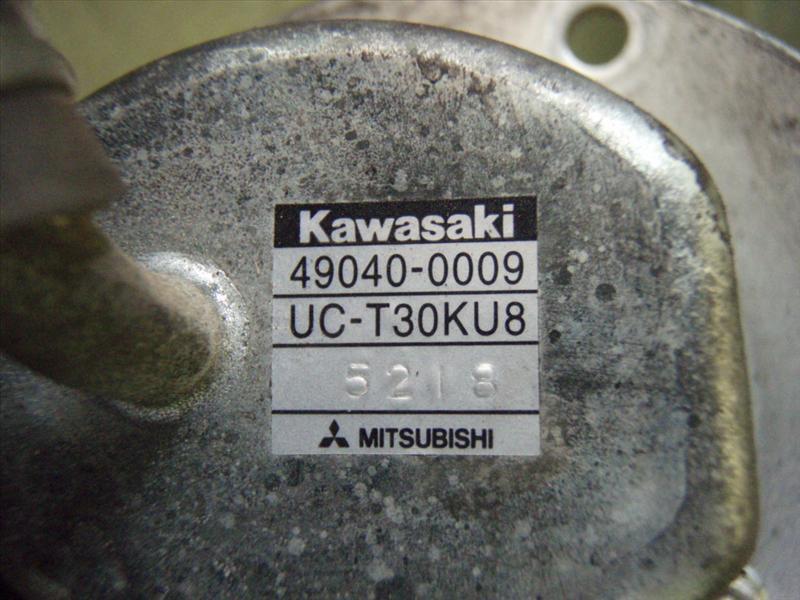 Kawasaki
49040-0009
UC-T30KU8
5218
MITSUBISHI